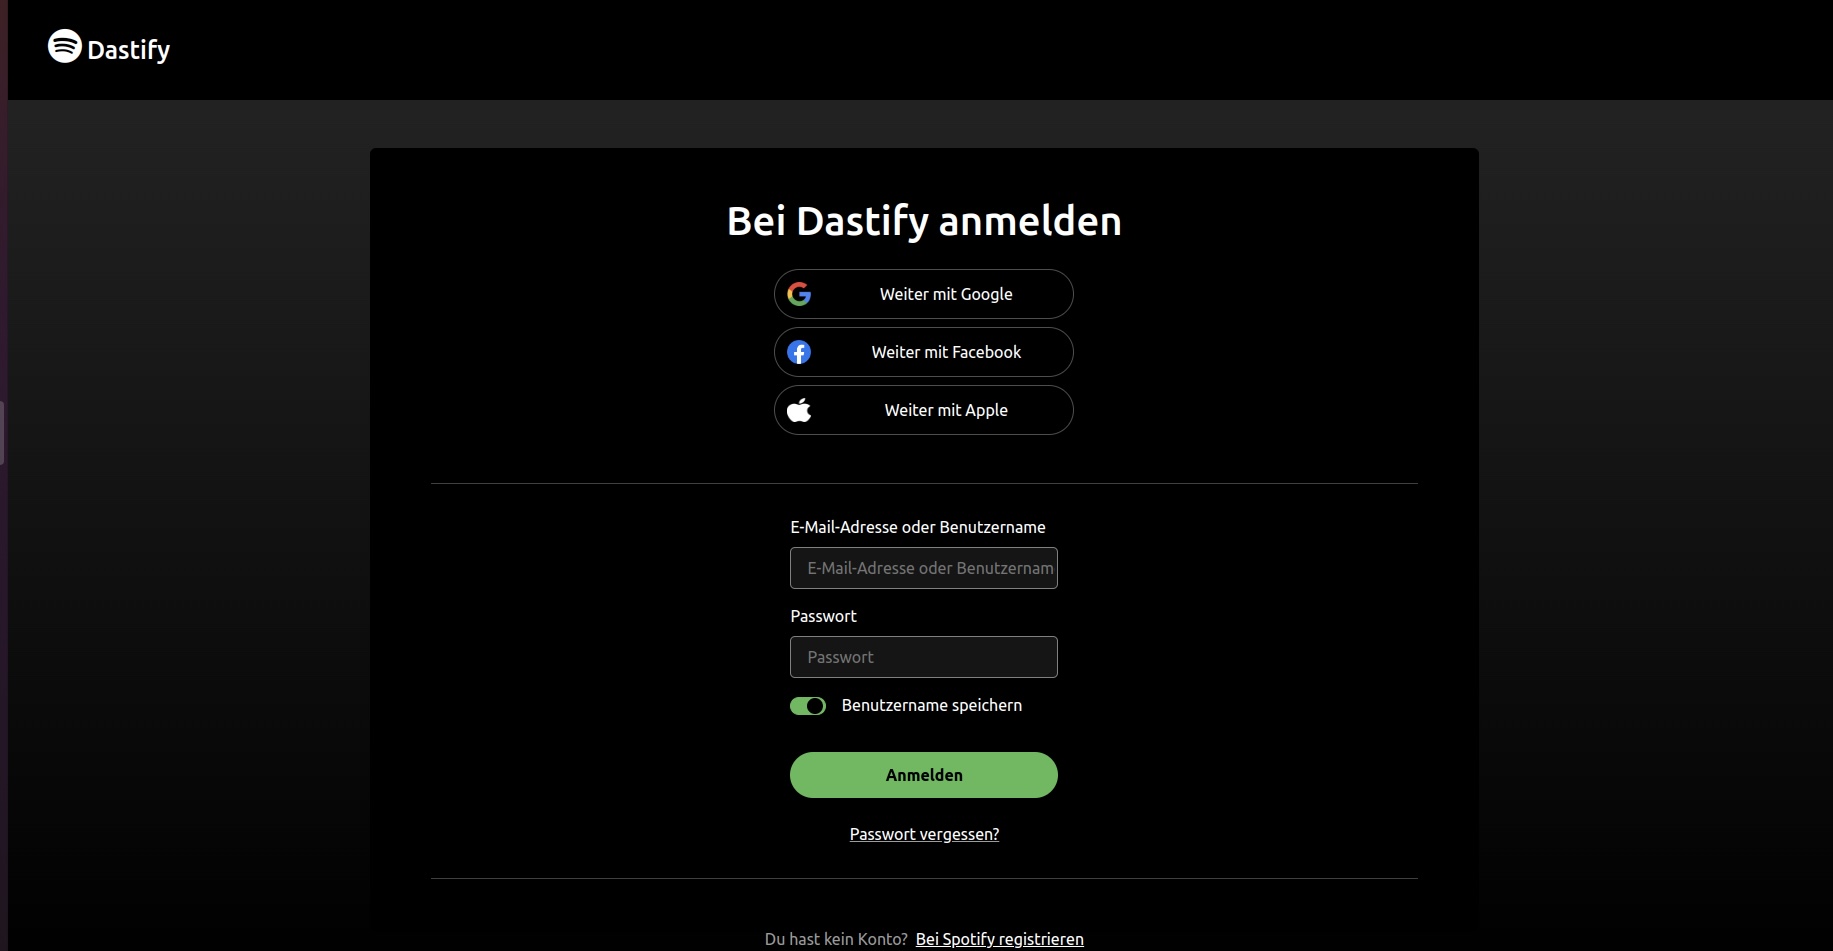 Dastify
Bei Dastify anmelden
Weiter mit Google
Weiter mit Facebook
Weiter mit Apple
E-Mail-Adresse oder Benutzername
E-Mail-Adresse oder Benutzernam
Passwort
Passwort
Benutzername speichern
Anmelden
Passwort vergessen?
Du hast kein Konto? Bei Spotify registrieren